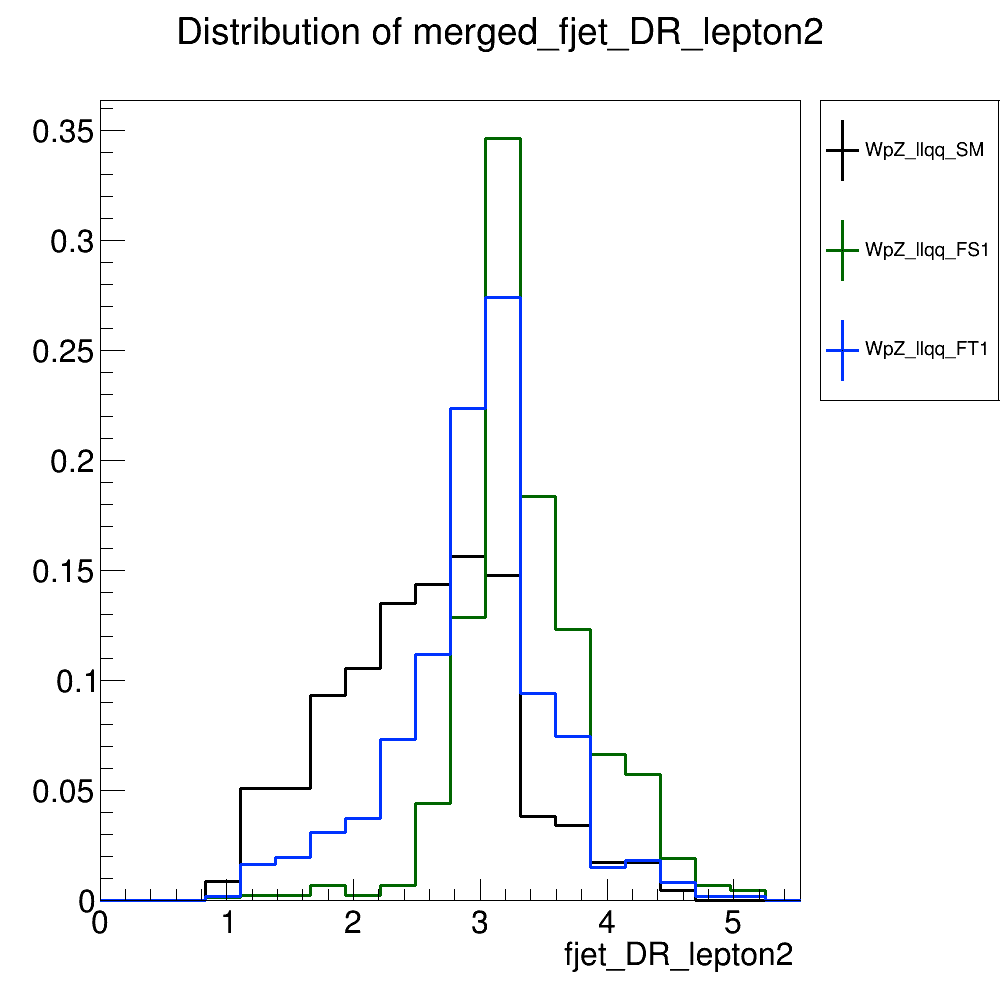 Distribution of merged_fjet_DR_lepton2
WpZ_llqq_SM
WpZ_llqq_FS1
WpZ_llqq_FT1
0.35
0.3
0.25
0.2
0.15
0.1
0.05
0
0 1 2 3 4 5
fjet_DR_lepton2